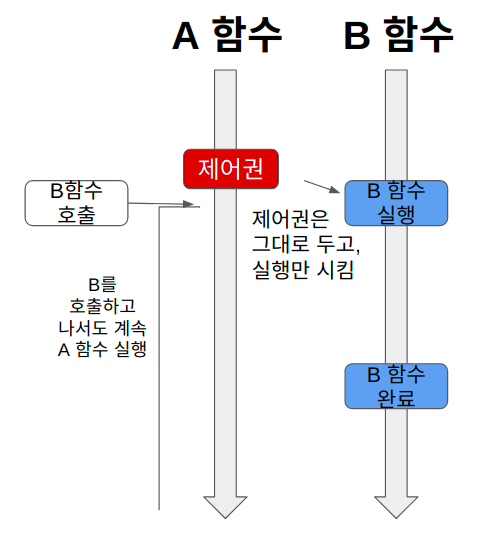 A 함수
B 함수
제어권
B함수
호출
B 함수
실행
제어권은
그대로 두고,
실행만 시킴
B를
호출하고
나서도 계속
A 함수 실행
B 함수
완료